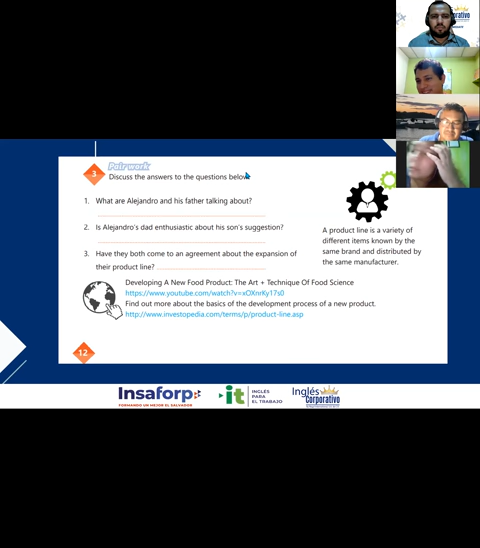 3
Pair work
Discuss the answers to the questions below.
1. What are Alejandro and his father talking about?
2. Is Alejandro's dad enthusiastic about his son's suggestion?
3. Have they both come to an agreement about the expansion of
their product line?
A product line is a variety of
different items known by the
same brand and distributed by
the same manufacturer.
Developing A New Food Product: The Art + Technique Of Food Science
https://www.youtube.com/watch?v=xOXnrKy17s0
Find out more about the basics of the development process of a new product.
http://www.investopedia.com/terms/p/product-line.asp
12
Insaforp
FORMANDO UN MEJOR EL SALVADOR
it
INGLÉS
PARA
EL TRABAJO
Inglés
Corporativo